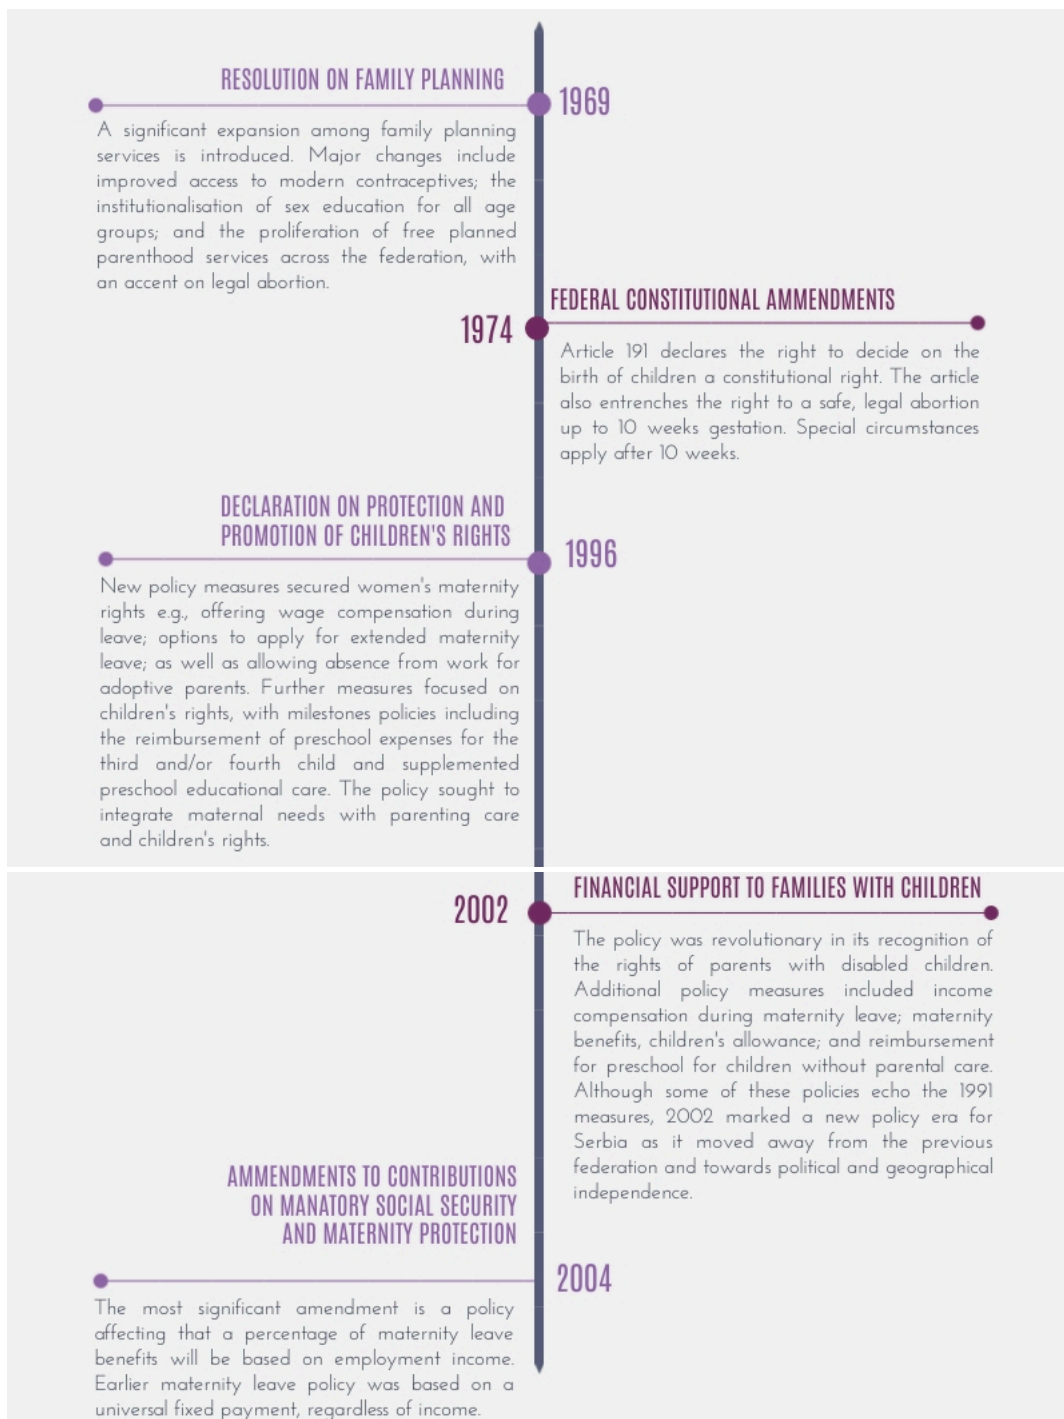 RESOLUTION ON FAMILY PLANNING
1969
A significant expansion among family planning
services is introduced. Major changes include
improved access to modern contraceptives; the
institutionalisation of sex education for all age
groups; and the proliferation of free planned
parenthood services across the federation, with
an accent on legal abortion.
FEDERAL CONSTITUTIONAL AMMENDMENTS
1974
Article 191 declares the right to decide on the
birth of children a constitutional right. The article
also entrenches the right to a safe, legal abortion
up to 10 weeks gestation. Special circumstances
apply after 10 weeks.
DECLARATION ON PROTECTION AND
PROMOTION OF CHILDREN'S RIGHTS
1996
New policy measures secured women's maternity
rights e.g., offering wage compensation during
leave; options to apply for extended maternity
leave; as well as allowing absence from work for
adoptive parents. Further measures focused on
children's rights, with milestones policies including
the reimbursement of preschool expenses for the
third and/or fourth child and supplemented
preschool educational care. The policy sought to
integrate maternal needs with parenting care
and children's rights.
FINANCIAL SUPPORT TO FAMILIES WITH CHILDREN
2002
The policy was revolutionary in its recognition of
the rights of parents with disabled children.
Additional policy measures included income
compensation during maternity leave; maternity
benefits, children's allowance; and reimbursement
for preschool for children without parental care.
Although some of these policies echo the 1991
measures, 2002 marked a new policy era for
Serbia as it moved away from the previous
federation and towards political and geographical
independence.
AMMENDMENTS TO CONTRIBUTIONS
ON MANATORY SOCIAL SECURITY
AND MATERNITY PROTECTION
2004
The most significant amendment is a policy
affecting that a percentage of maternity leave
benefits will be based on employment income.
Earlier maternity leave policy was based on a
universal fixed payment, regardless of income.